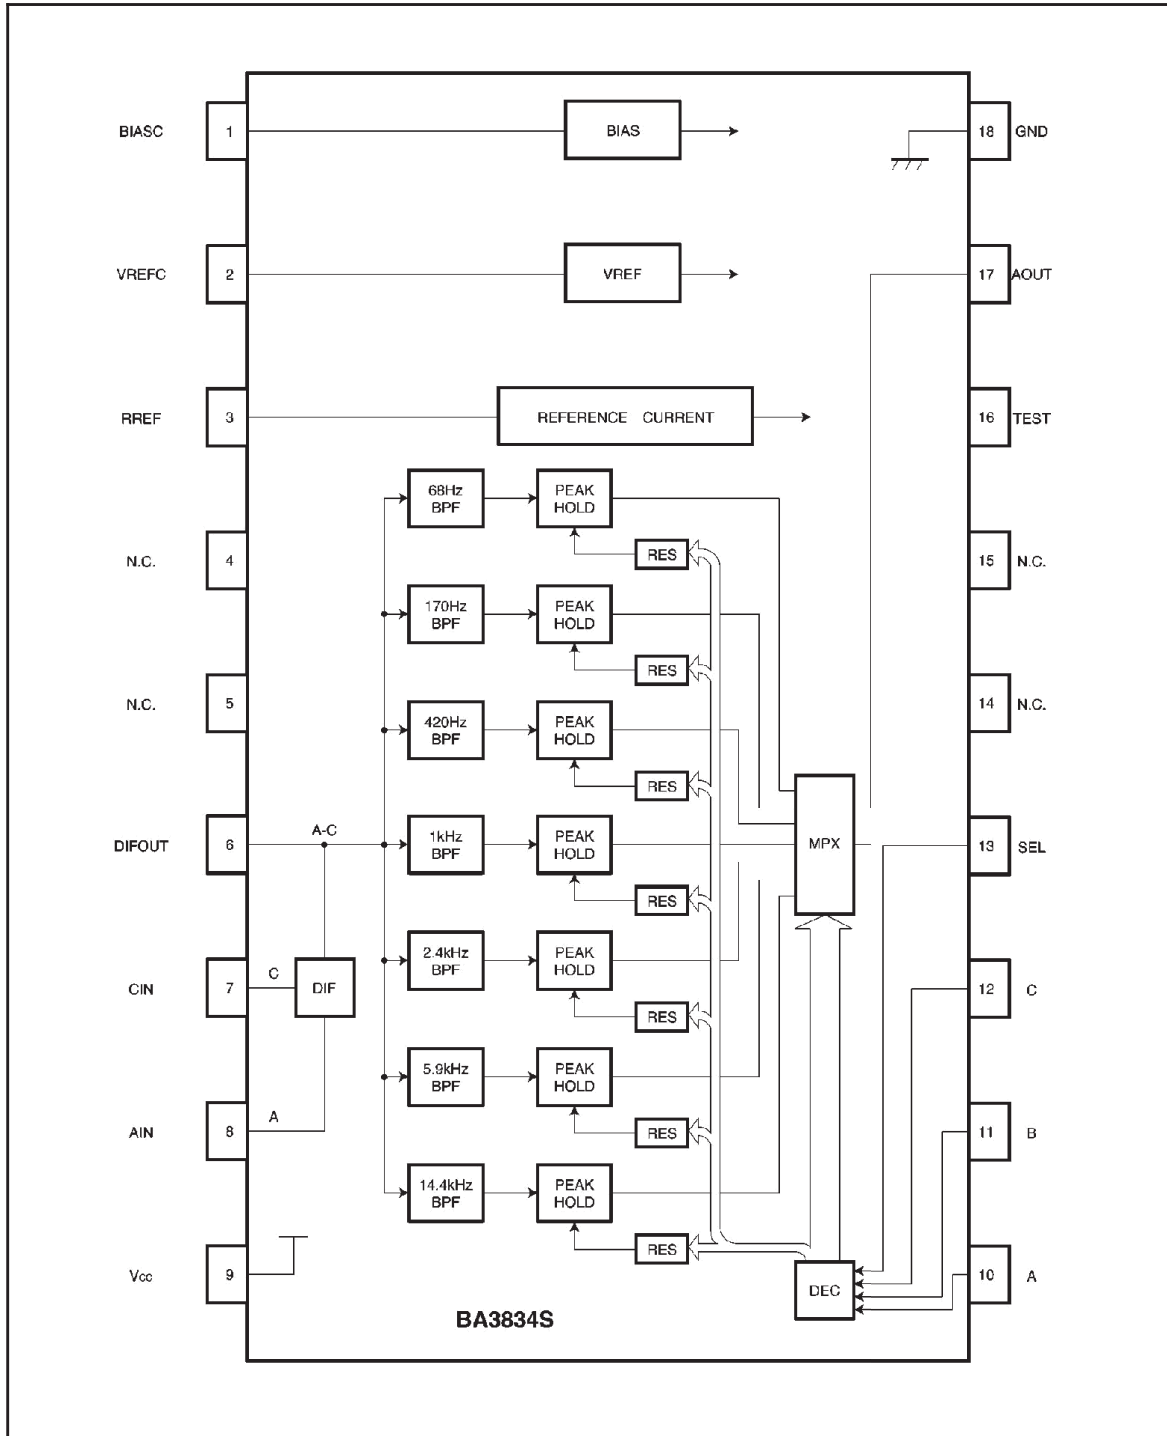 BIASC 1 BIAS 18 GND
VREFC 2 VREF 17 AOUT
RREF 3 REFERENCE CURRENT 16 TEST
68Hz
BPF
PEAK
HOLD
RES
N.C. 4 15 N.C.
170Hz
BPF
PEAK
HOLD
RES
N.C. 5 14 N.C.
420Hz
BPF
PEAK
HOLD
RES
DIFOUT 6 A-C
1kHz
BPF
PEAK
HOLD
MPX
13 SEL
RES
2.4kHz
BPF
PEAK
HOLD
CIN 7 C DIF
12 C
RES
5.9kHz
BPF
PEAK
HOLD
AIN 8 A
RES
11 B
14.4kHz
BPF
PEAK
HOLD
RES
Vcc 9
DEC
10 A
BA3834S